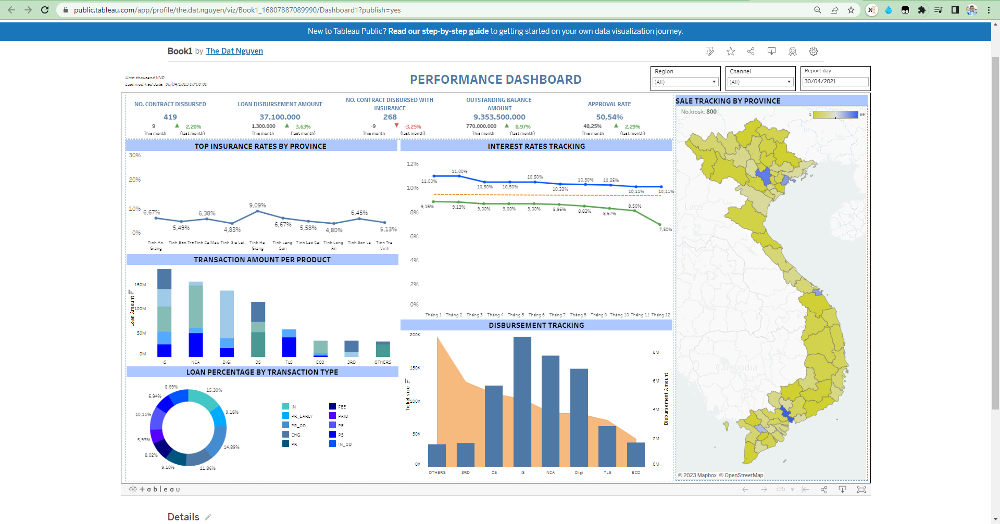 public.tableau.com/app/profile/the.dat.nguyen/viz/Book1_16807887089990/Dashboard1?publish=yes
New to Tableau Public? Read our step-by-step guide to getting started on your own data visualization journey.
Book1 by The Dat Nguyen
Unit: thousand VND
Last modified date: 06/04/2023 00:00:00
PERFORMANCE DASHBOARD
Region
(All)
Channel
(All)
Report day
30/04/2021
NO. CONTRACT DISBURSED
419
9
2,20%
This month
(last month)
LOAN DISBURSEMENT AMOUNT
37.100.000
1.300.000
3,63%
This month
(last month)
NO. CONTRACT DISBURSED WITH
INSURANCE
268
-9
-3,25%
This month
(last month)
OUTSTANDING BALANCE
AMOUNT
9.353.500.000
770.000.000
8,97%
This month
(last month)
APPROVAL RATE
50,54%
48,25%
2,29%
This month
(last month)
TOP INSURANCE RATES BY PROVINCE
30%
20%
10%
0%
6,67%
5,49%
6,38%
4,83%
9,09%
6,67%
5,58%
4,80%
6,45%
5,13%
Tinh An
Giang
Tinh Ben Tre
Tinh Ca Mau
Tinh Gia Lai
Tinh Ha
Giang
Tinh Lang
Son
Tinh Lao Cai
Tinh Long
An
Tinh Son La
Tinh Tra
Vinh
TRANSACTION AMOUNT PER PRODUCT
Loan Amount
150M
100M
50M
0M
IS
NCA
DiGi
DS
TLS
ECO
3RD
OTHERS
LOAN PERCENTAGE BY TRANSACTION TYPE
8,69%
15,30%
6,94%
9,16%
10,11%
5,93%
14,89%
8,02%
9,10%
11,86%
IN
PR_EARLY
PR_OD
CHG
PR
FEE
PAID
PE
PS
IN_OD
INTEREST RATES TRACKING
12%
10%
8%
6%
4%
2%
0%
11,00%
11,00%
10,50%
10,50%
10,50%
10,33%
10,30%
10,25%
10,11%
10,11%
9,16%
9,13%
9,00%
9,00%
9,00%
8,95%
8,83%
8,67%
8,50%
7,50%
Tháng 1
Tháng 2
Tháng 3
Tháng 4
Tháng 5
Tháng 6
Tháng 7
Tháng 8
Tháng 9
Tháng 10
Tháng 11
Tháng 12
DISBURSEMENT TRACKING
Ticket size
200K
150K
100K
50K
0K
8M
6M
4M
2M
0M
Disbursement Amount
OTHERS
3RD
DS
IS
NCA
Digi
TLS
ECO
SALE TRACKING BY PROVINCE
No.kiosk: 800
1
59
Laos
Cambodia
© 2023 Mapbox © OpenStreetMap
+ a b | e a u
Details